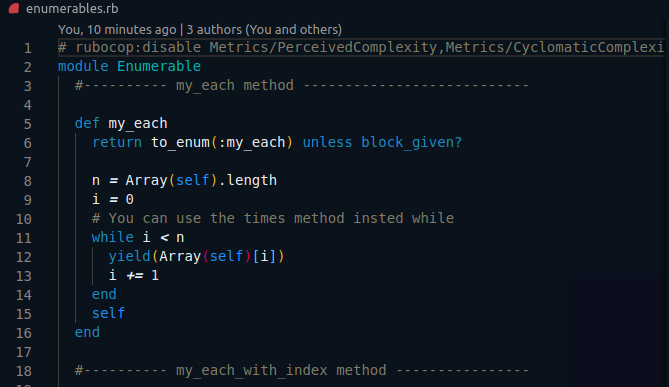 enumerables.rb
You, 10 minutes ago | 3 authors (You and others)
1 # rubocop:disable Metrics/PerceivedComplexity,Metrics/CyclomaticComplexi
2 module Enumerable
3 #---------- my_each method ---------------------------
4
5 def my_each
6 return to_enum(:my_each) unless block_given?
7
8 n = Array(self).length
9 i = 0
10 # You can use the times method insted while
11 while i < n
12 yield(Array(self)[i])
13 i += 1
14 end
15 self
16 end
17
18 #---------- my_each_with_index method ----------------